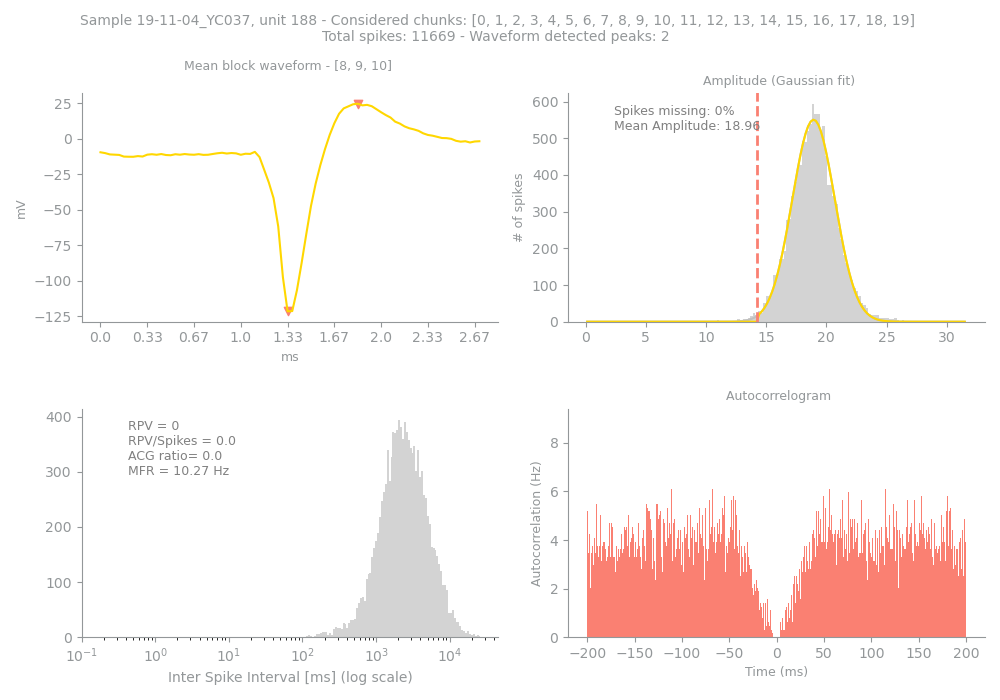 Sample 19-11-04_YC037, unit 188 - Considered chunks: [0, 1, 2, 3, 4, 5, 6, 7, 8, 9, 10, 11, 12, 13, 14, 15, 16, 17, 18, 19]
Total spikes: 11669 - Waveform detected peaks: 2
Mean block waveform - [8, 9, 10]
25
0
−25
−50
−75
−100
−125
mV
0.0 0.33 0.67 1.0 1.33 1.67 2.0 2.33 2.67
ms
Amplitude (Gaussian fit)
Spikes missing: 0%
Mean Amplitude: 18.96
600
500
400
300
200
100
0
# of spikes
0 5 10 15 20 25 30
RPV = 0
RPV/Spikes = 0.0
ACG ratio= 0.0
MFR = 10.27 Hz
400
300
200
100
0
10−1 100 101 102 103 104
Inter Spike Interval [ms] (log scale)
Autocorrelogram
8
6
4
2
0
Autocorrelation (Hz)
−200 −150 −100 −50 0 50 100 150 200
Time (ms)